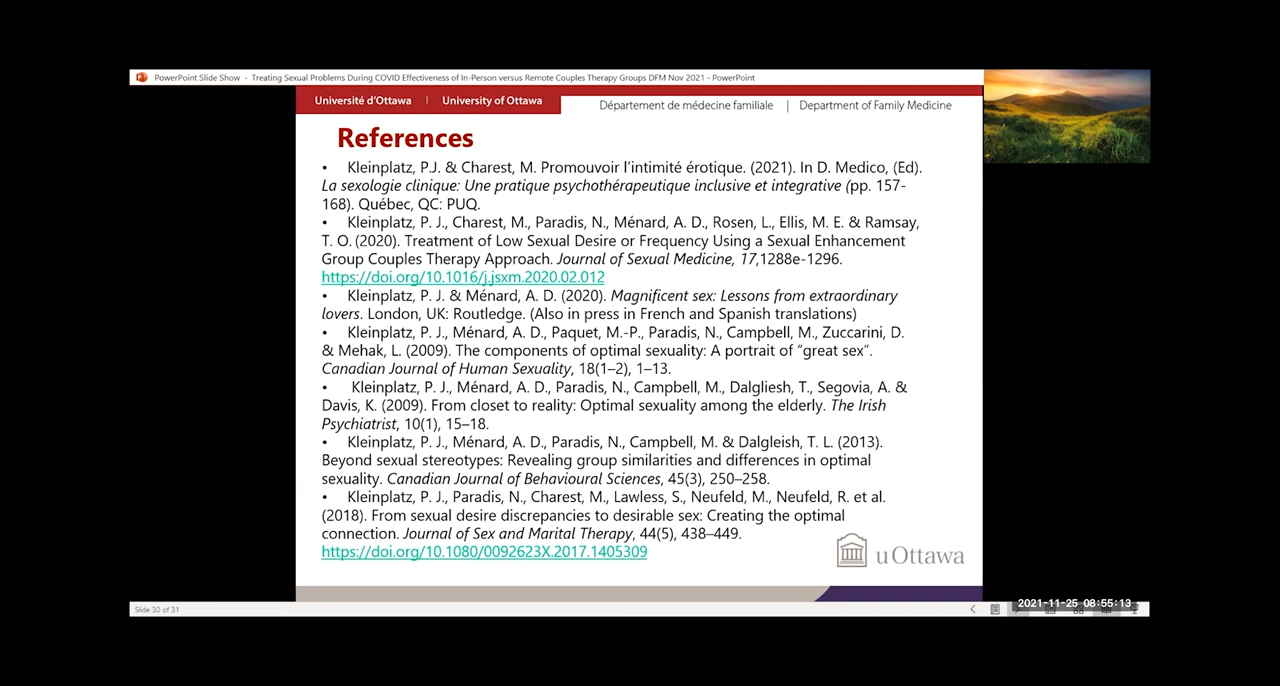 PowerPoint Slide Show - Treating Sexual Problems During COVID Effectiveness of In-Person versus Remote Couples Therapy Groups DFM Nov 2021 - PowerPoint
Université d'Ottawa | University of Ottawa
Département de médecine familiale | Department of Family Medicine
References
• Kleinplatz, P.J. & Charest, M. Promouvoir l'intimité érotique. (2021). In D. Medico, (Ed).
La sexologie clinique: Une pratique psychothérapeutique inclusive et integrative (pp. 157-
168). Québec, QC: PUQ.
• Kleinplatz, P. J., Charest, M., Paradis, N., Ménard, A. D., Rosen, L., Ellis, M. E. & Ramsay,
T. O. (2020). Treatment of Low Sexual Desire or Frequency Using a Sexual Enhancement
Group Couples Therapy Approach. Journal of Sexual Medicine, 17,1288e-1296.
https://doi.org/10.1016/j.jsxm.2020.02.012
• Kleinplatz, P. J. & Ménard, A. D. (2020). Magnificent sex: Lessons from extraordinary
lovers. London, UK: Routledge. (Also in press in French and Spanish translations)
• Kleinplatz, P. J., Ménard, A. D., Paquet, M.-P., Paradis, N., Campbell, M., Zuccarini, D.
& Mehak, L. (2009). The components of optimal sexuality: A portrait of “great sex”.
Canadian Journal of Human Sexuality, 18(1–2), 1–13.
• Kleinplatz, P. J., Ménard, A. D., Paradis, N., Campbell, M., Dalgliesh, T., Segovia, A. &
Davis, K. (2009). From closet to reality: Optimal sexuality among the elderly. The Irish
Psychiatrist, 10(1), 15–18.
• Kleinplatz, P. J., Ménard, A. D., Paradis, N., Campbell, M. & Dalgleish, T. L. (2013).
Beyond sexual stereotypes: Revealing group similarities and differences in optimal
sexuality. Canadian Journal of Behavioural Sciences, 45(3), 250–258.
• Kleinplatz, P. J., Paradis, N., Charest, M., Lawless, S., Neufeld, M., Neufeld, R. et al.
(2018). From sexual desire discrepancies to desirable sex: Creating the optimal
connection. Journal of Sex and Marital Therapy, 44(5), 438–449.
https://doi.org/10.1080/0092623X.2017.1405309
uOttawa
Slide 30 of 31
2021-11-25 08:55:13